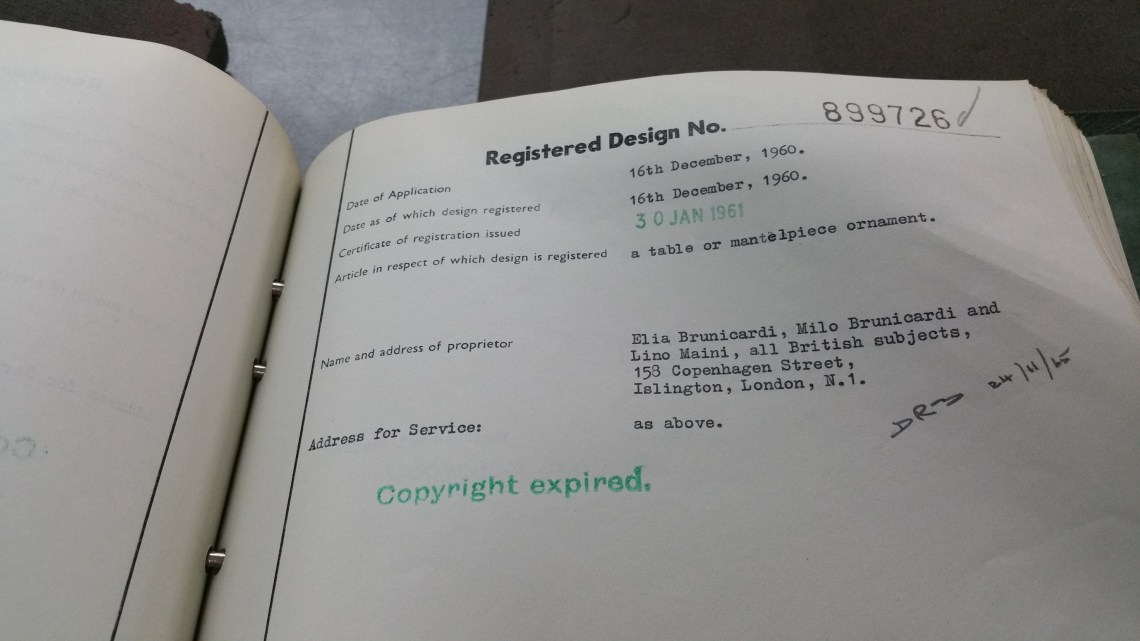 Registered Design No. 899726
Date of Application 16th December, 1960.
Date as of which design registered 16th December, 1960.
Certificate of registration issued 30 JAN 1961
Article in respect of which design is registered a table or mantelpiece ornament.
Name and address of proprietor Elia Brunicardi, Milo Brunicardi and
Lino Maini, all British subjects,
158 Copenhagen Street,
Islington, London, N.1.
Address for Service: as above.
Copyright expired.